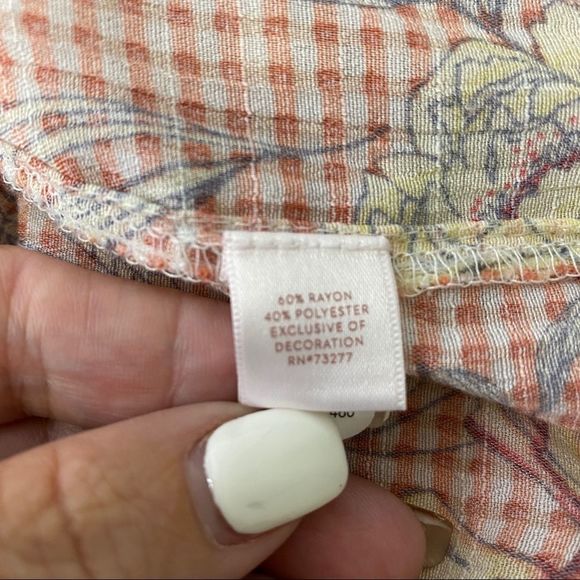 60% RAYON
40% POLYESTER
EXCLUSIVE OF
DECORATION
RN#73277